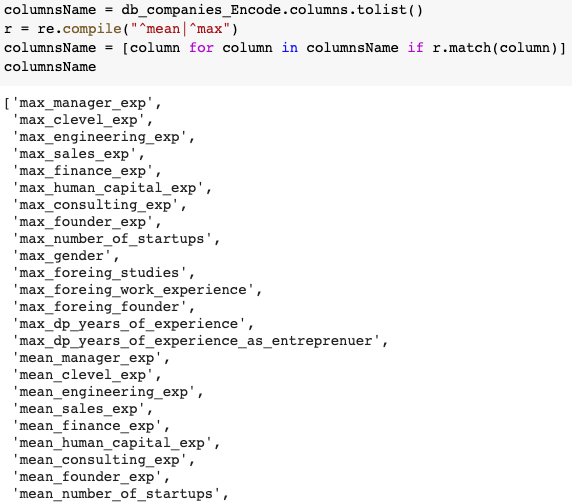 columnsName = db_companies_Encode.columns.tolist()
r = re.compile("^mean|^max")
columnsName = [column for column in columnsName if r.match(column)]
columnsName
['max_manager_exp',
'max_clevel_exp',
'max_engineering_exp',
'max_sales_exp',
'max_finance_exp',
'max_human_capital_exp',
'max_consulting_exp',
'max_founder_exp',
'max_number_of_startups',
'max_gender',
'max_foreing_studies',
'max_foreing_work_experience',
'max_foreing_founder',
'max_dp_years_of_experience',
'max_dp_years_of_experience_as_entreprenuer',
'mean_manager_exp',
'mean_clevel_exp',
'mean_engineering_exp',
'mean_sales_exp',
'mean_finance_exp',
'mean_human_capital_exp',
'mean_consulting_exp',
'mean_founder_exp',
'mean_number_of_startups',